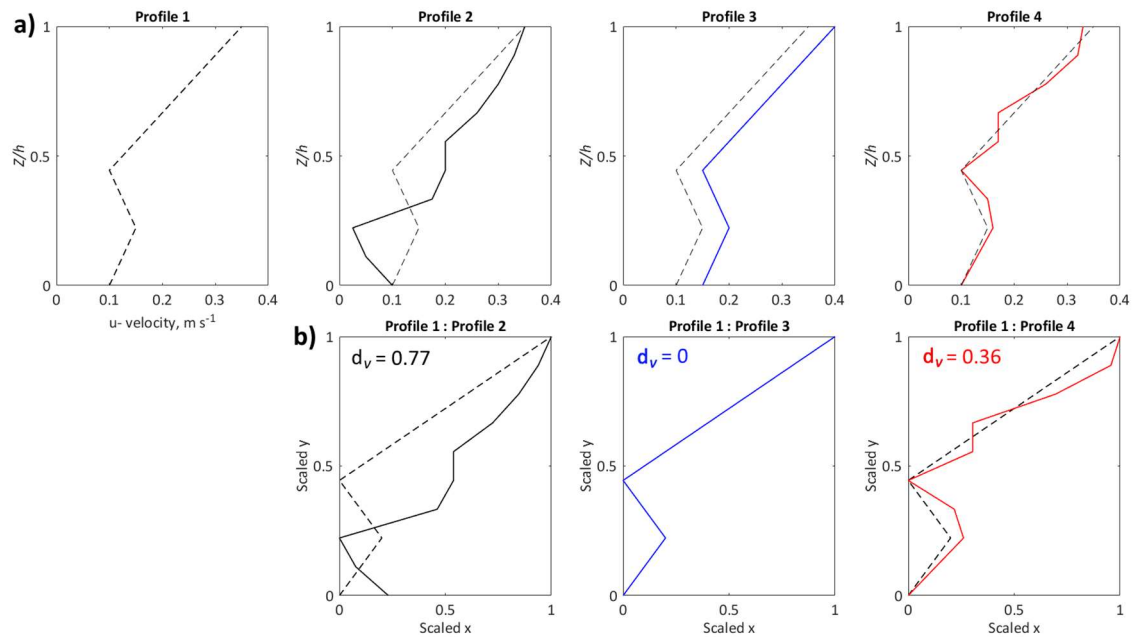 a)
Profile 1
1
0.5
0
Z/h
0 0.1 0.2 0.3 0.4
u- velocity, m s⁻¹
Profile 2
1
0.5
0
Z/h
0 0.1 0.2 0.3 0.4
Profile 3
1
0.5
0
Z/h
0 0.1 0.2 0.3 0.4
Profile 4
1
0.5
0
Z/h
0 0.1 0.2 0.3 0.4
b)
Profile 1 : Profile 2
dᵥ = 0.77
1
0.5
0
Scaled y
0 0.5 1
Scaled x
Profile 1 : Profile 3
dᵥ = 0
1
0.5
0
Scaled y
0 0.5 1
Scaled x
Profile 1 : Profile 4
dᵥ = 0.36
1
0.5
0
Scaled y
0 0.5 1
Scaled x